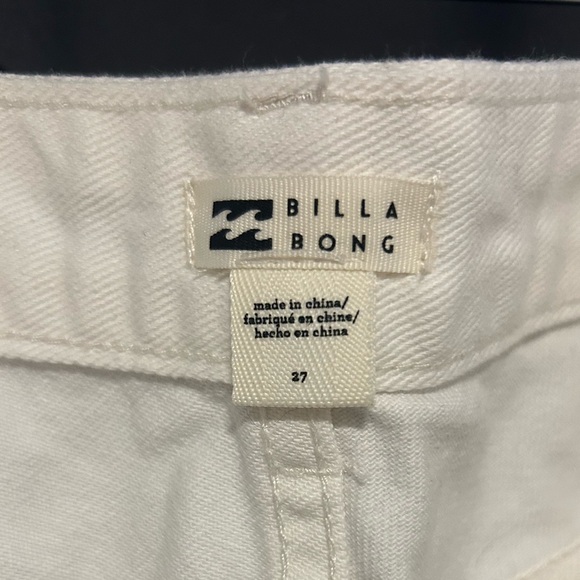 BILLA
BONG
made in china/
fabriqué en chine/
hecho en china
27